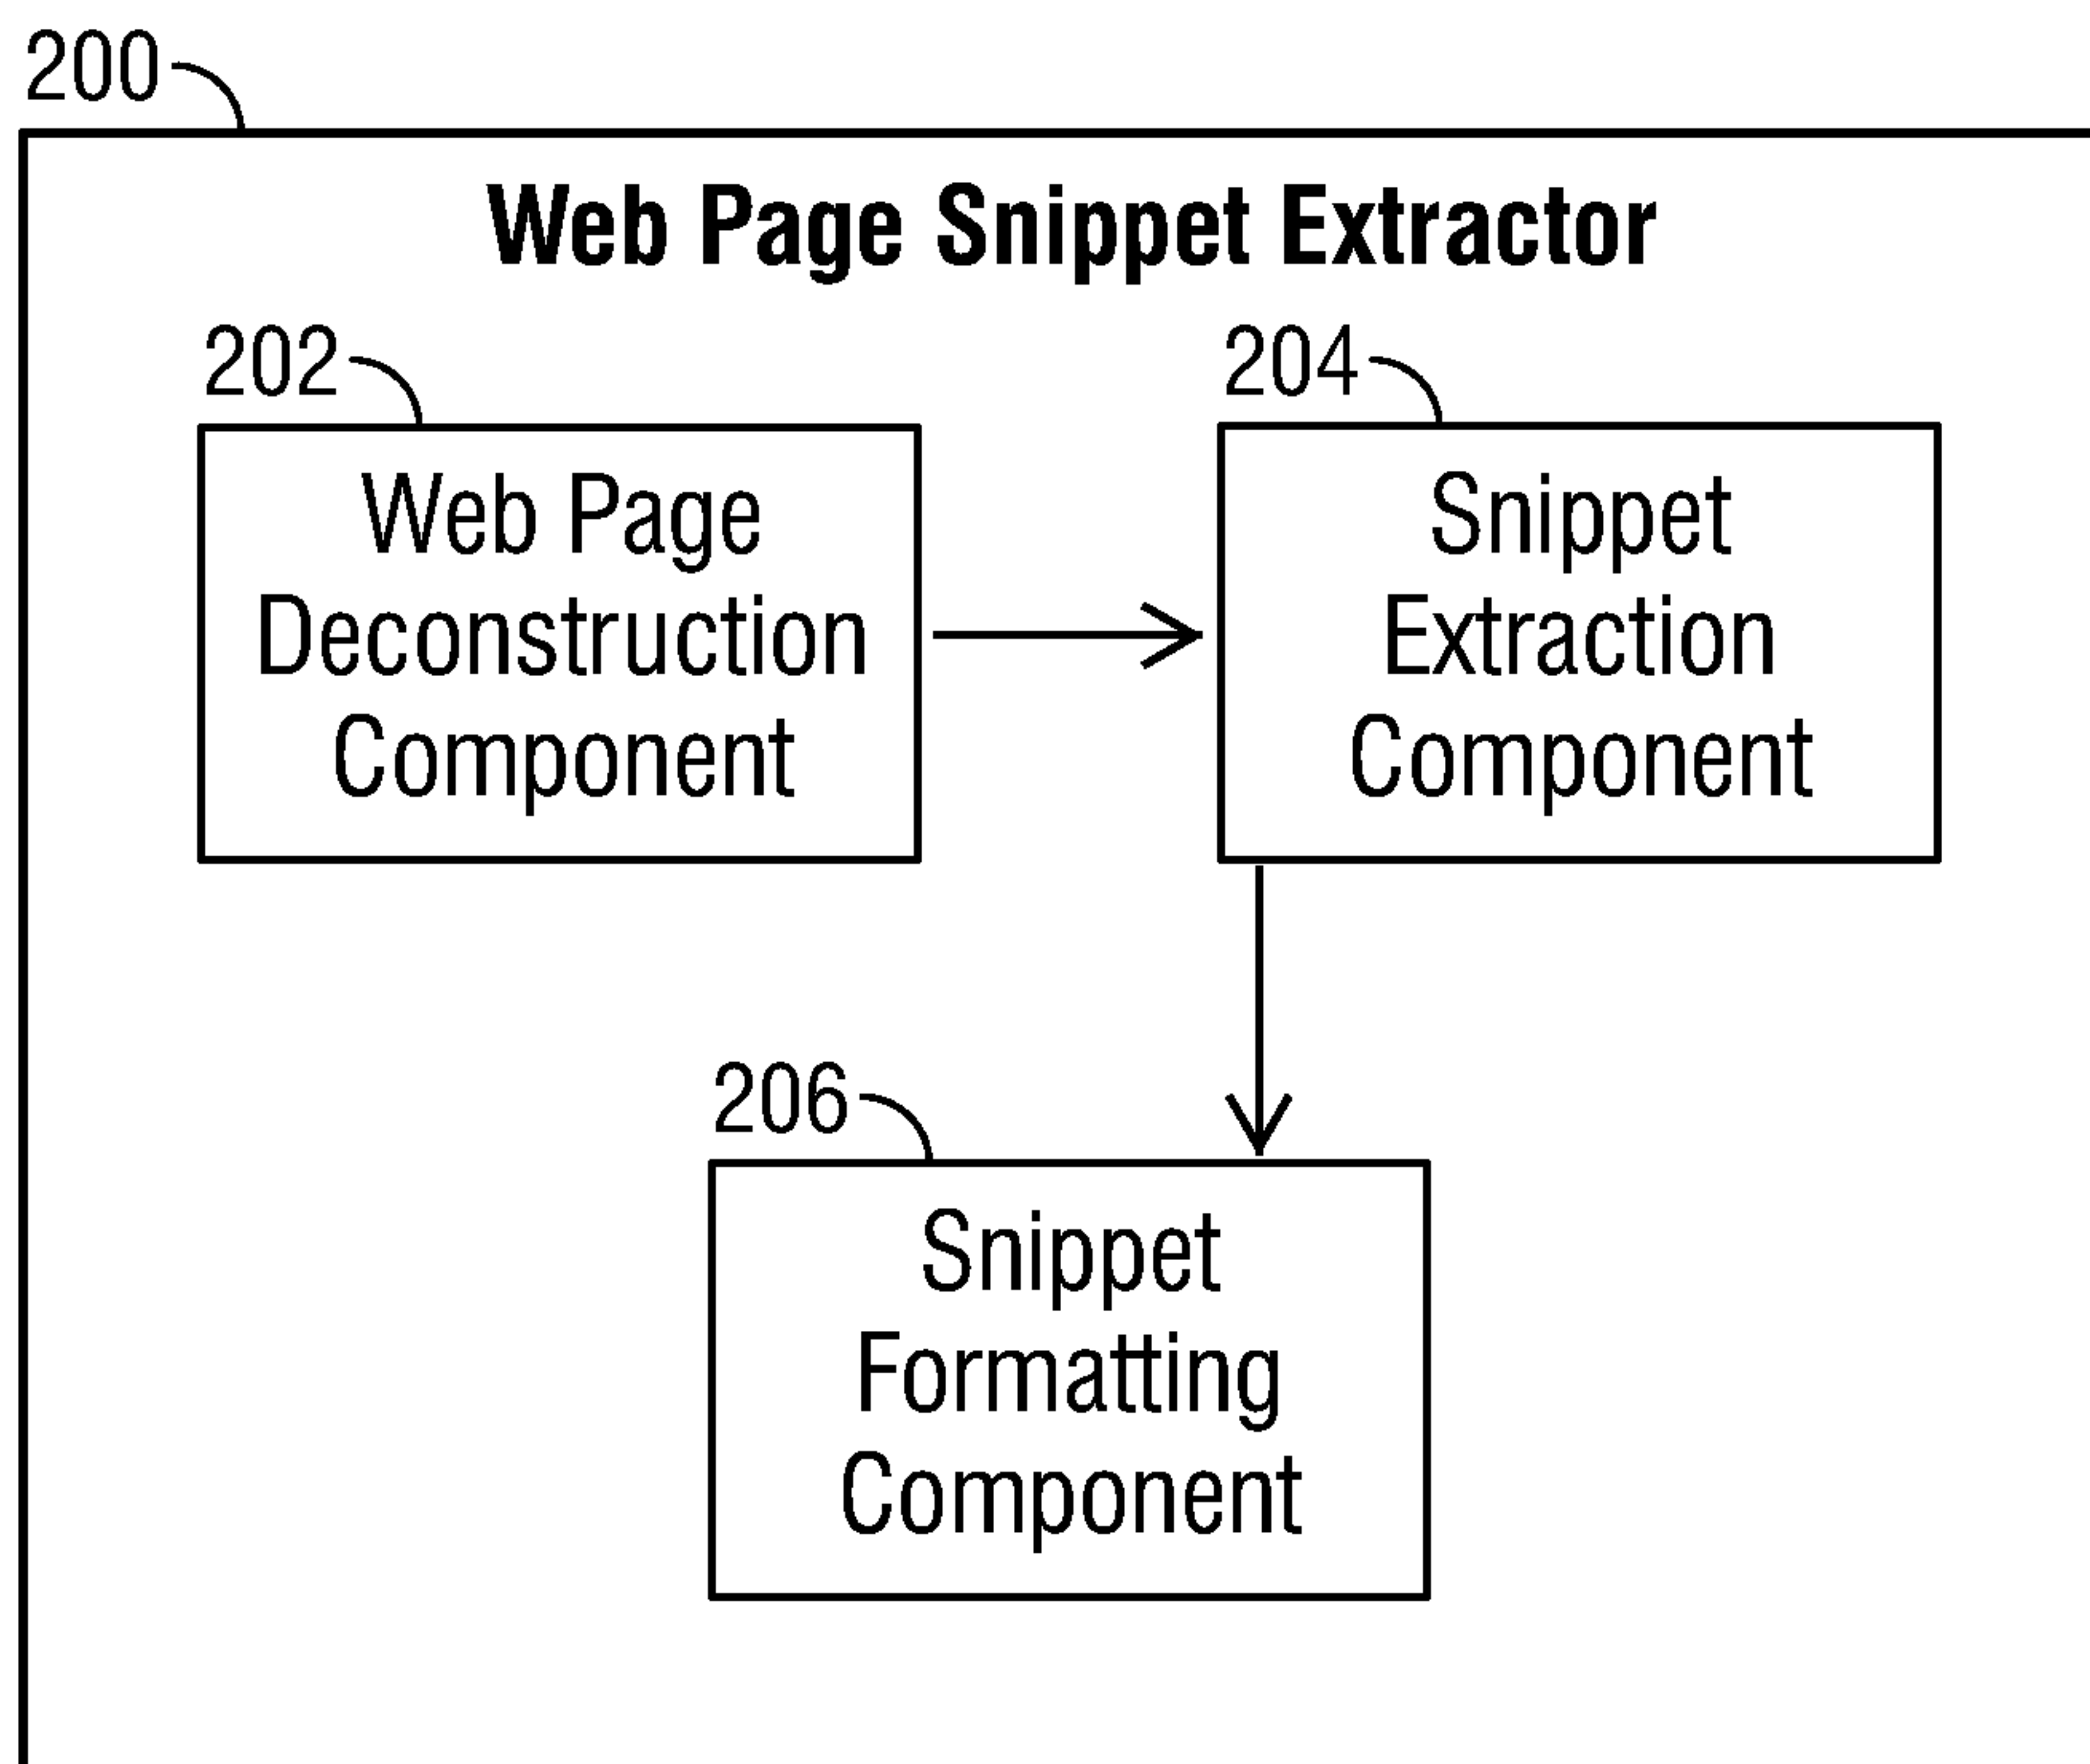 200
Web Page Snippet Extractor
202
Web Page
Deconstruction
Component
204
Snippet
Extraction
Component
206
Snippet
Formatting
Component